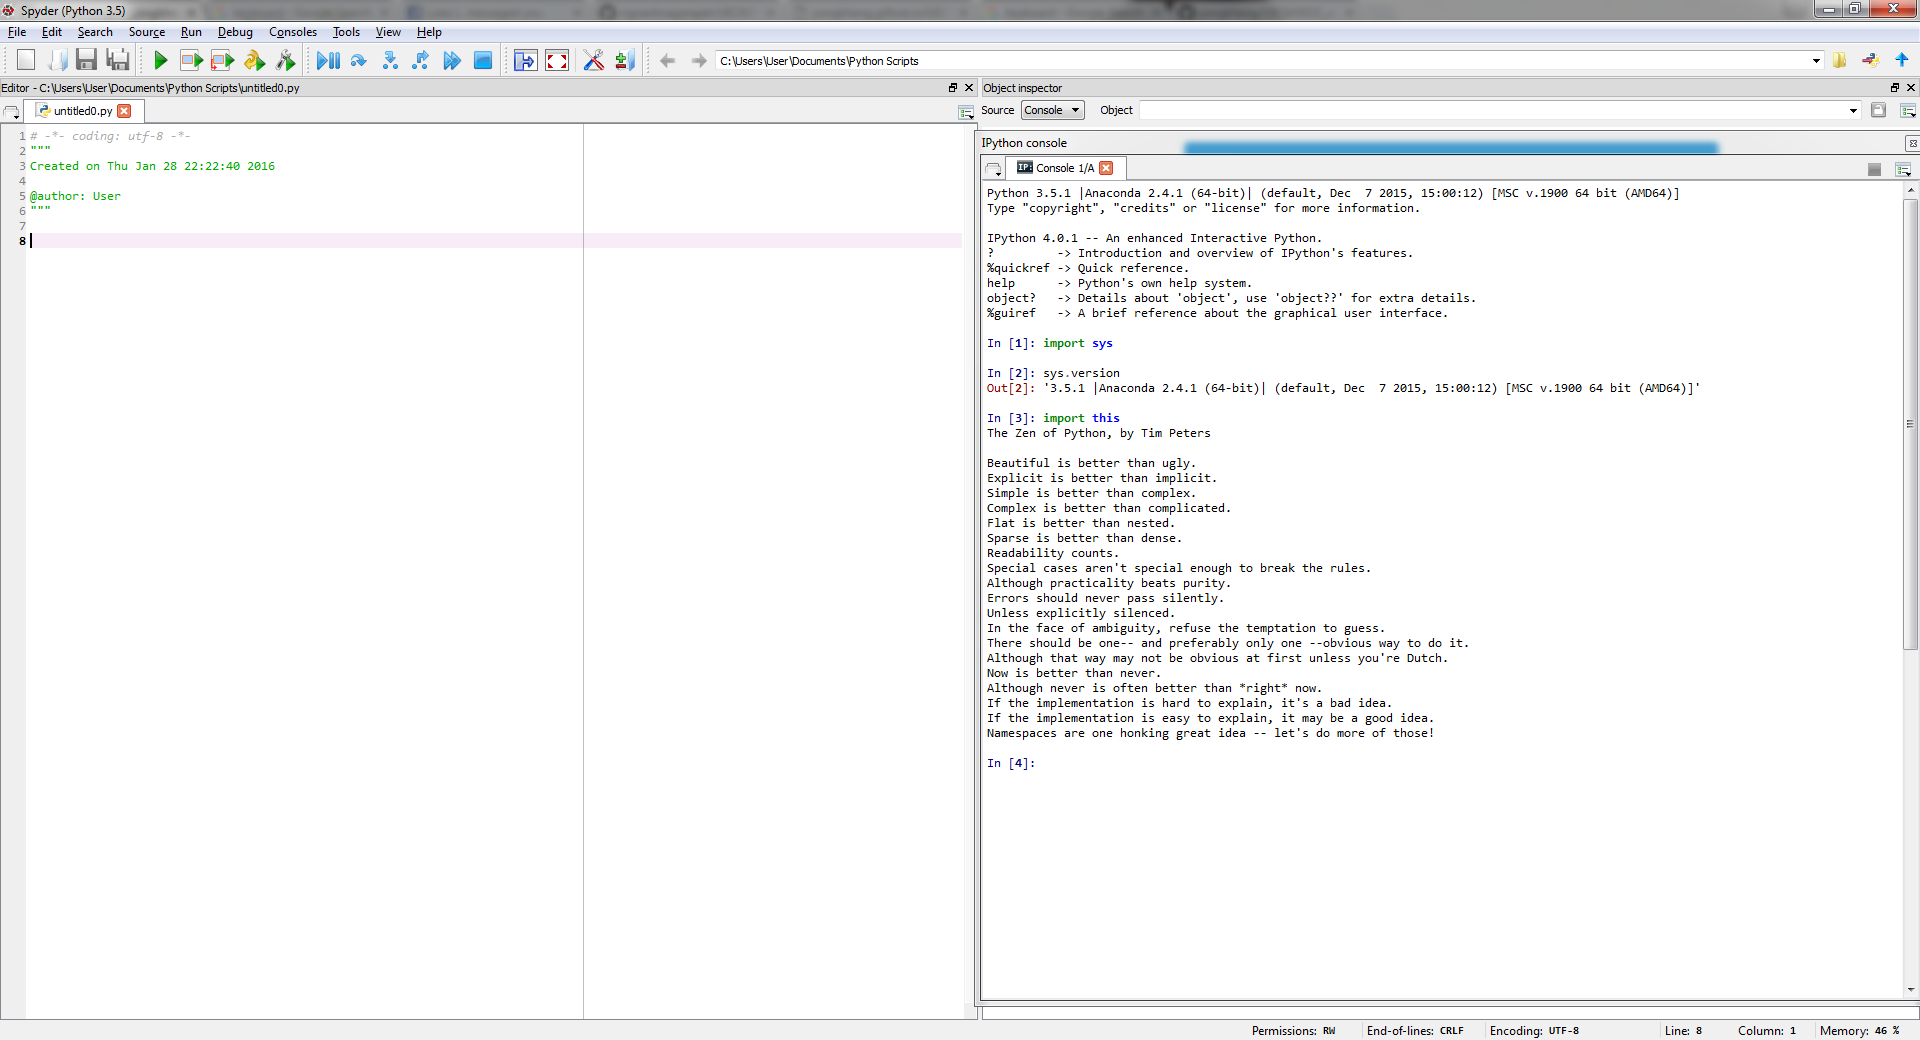 Spyder (Python 3.5)
File Edit Search Source Run Debug Consoles Tools View Help
C:\Users\User\Documents\Python Scripts
Editor - C:\Users\User\Documents\Python Scripts\untitled0.py
untitled0.py
1 # -*- coding: utf-8 -*-
2 """
3 Created on Thu Jan 28 22:22:40 2016
4
5 @author: User
6 """
7
8
Object inspector
Source Console Object
IPython console
IP: Console 1/A
Python 3.5.1 |Anaconda 2.4.1 (64-bit)| (default, Dec  7 2015, 15:00:12) [MSC v.1900 64 bit (AMD64)]
Type "copyright", "credits" or "license" for more information.
IPython 4.0.1 -- An enhanced Interactive Python.
?         -> Introduction and overview of IPython's features.
%quickref -> Quick reference.
help      -> Python's own help system.
object?   -> Details about 'object', use 'object??' for extra details.
%guiref   -> A brief reference about the graphical user interface.
In [1]: import sys
In [2]: sys.version
Out[2]: '3.5.1 |Anaconda 2.4.1 (64-bit)| (default, Dec  7 2015, 15:00:12) [MSC v.1900 64 bit (AMD64)]'
In [3]: import this
The Zen of Python, by Tim Peters
Beautiful is better than ugly.
Explicit is better than implicit.
Simple is better than complex.
Complex is better than complicated.
Flat is better than nested.
Sparse is better than dense.
Readability counts.
Special cases aren't special enough to break the rules.
Although practicality beats purity.
Errors should never pass silently.
Unless explicitly silenced.
In the face of ambiguity, refuse the temptation to guess.
There should be one-- and preferably only one --obvious way to do it.
Although that way may not be obvious at first unless you're Dutch.
Now is better than never.
Although never is often better than *right* now.
If the implementation is hard to explain, it's a bad idea.
If the implementation is easy to explain, it may be a good idea.
Namespaces are one honking great idea -- let's do more of those!
In [4]:
Permissions: RW End-of-lines: CRLF Encoding: UTF-8 Line: 8 Column: 1 Memory: 46 %